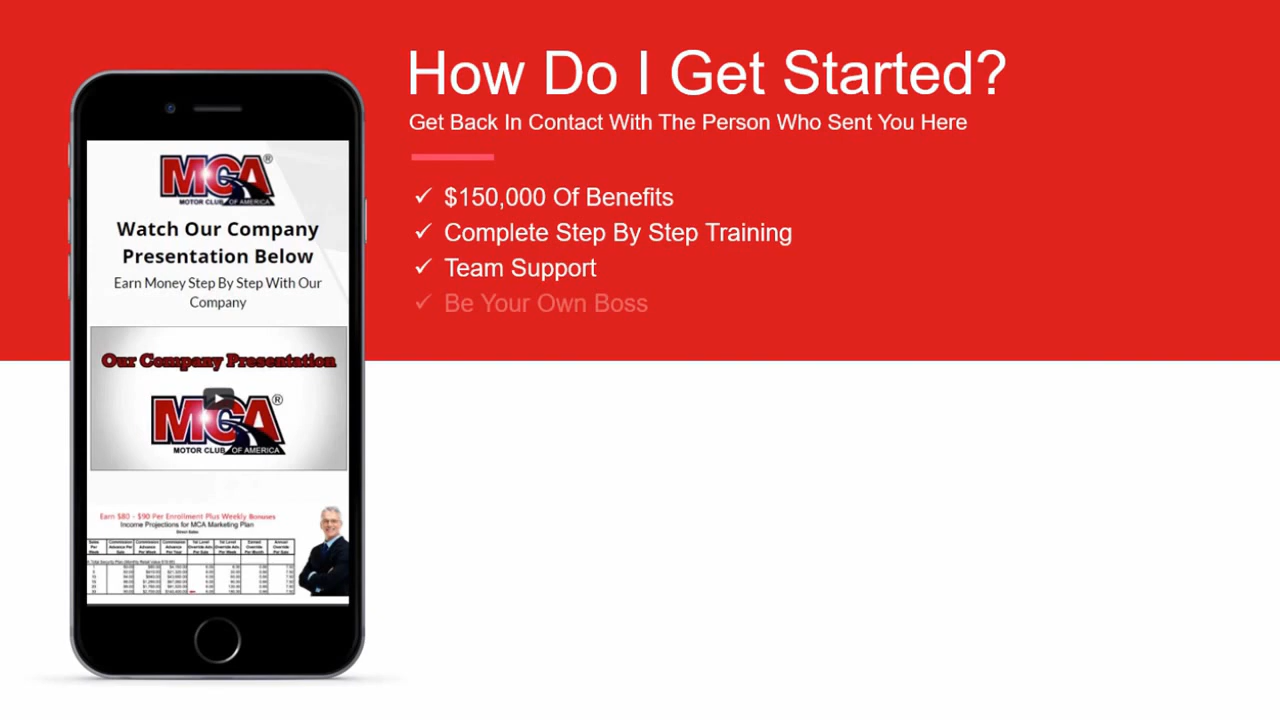 How Do I Get Started?
Get Back In Contact With The Person Who Sent You Here
✓ $150,000 Of Benefits
✓ Complete Step By Step Training
✓ Team Support
✓ Be Your Own Boss
MCA®
MOTOR CLUB OF AMERICA
Watch Our Company
Presentation Below
Earn Money Step By Step With Our
Company
Our Company Presentation
MCA®
MOTOR CLUB OF AMERICA
Earn $80 - $90 Per Enrollment Plus Weekly Bonuses
Income Projections for MCA Marketing Plan
Direct Sales